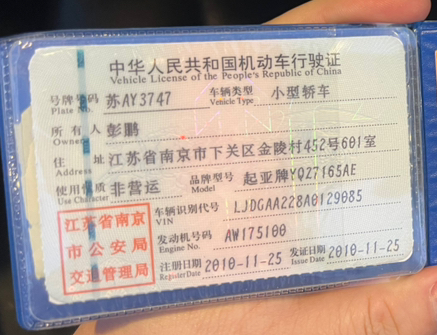 中华人民共和国机动车行驶证
Vehicle License of the People's Republic of China
号牌号码 苏AY3747 车辆类型 小型轿车
Plate No. Vehicle Type
所有人 彭鹏
Owner
住址 江苏省南京市下关区金陵村452号601室
Address
使用性质 非营运 品牌型号 起亚牌YQZ7165AE
Use Character Model
江苏省南京
市公安局
交通管理局
车辆识别代号 LJDGAA228A0129085
VIN
发动机号码 AW175100
Engine No.
注册日期 2010-11-25 发证日期 2010-11-25
Register Date Issue Date